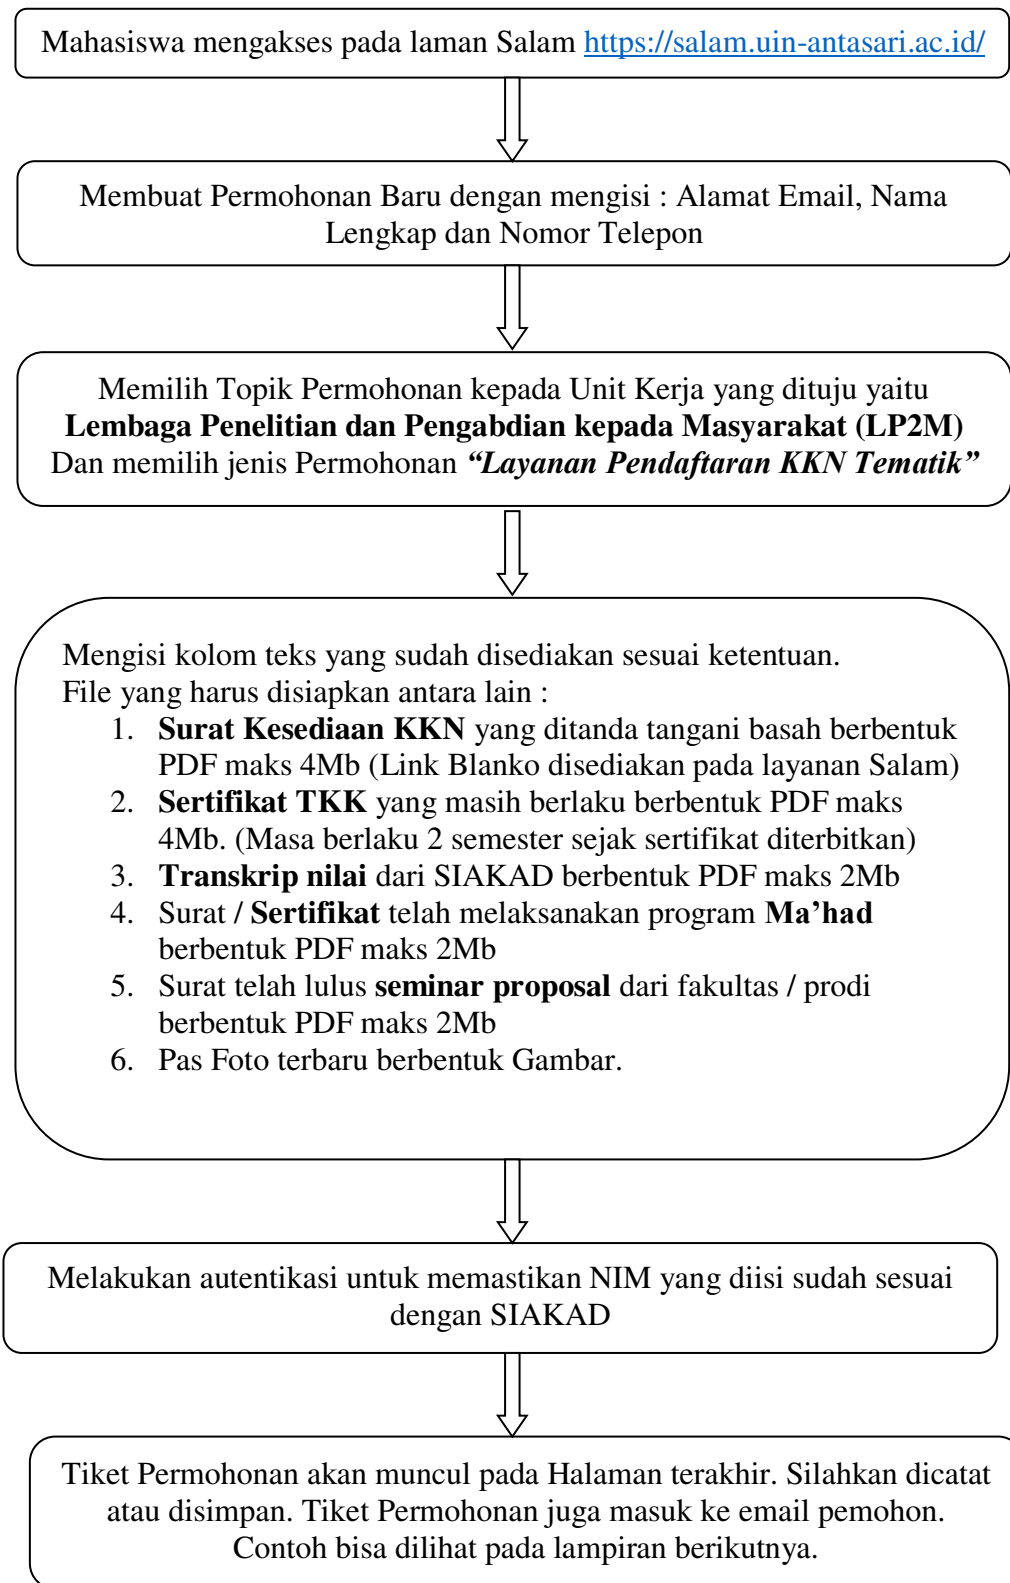 Mahasiswa mengakses pada laman Salam https://salam.uin-antasari.ac.id/
Membuat Permohonan Baru dengan mengisi : Alamat Email, Nama
Lengkap dan Nomor Telepon
Memilih Topik Permohonan kepada Unit Kerja yang dituju yaitu
Lembaga Penelitian dan Pengabdian kepada Masyarakat (LP2M)
Dan memilih jenis Permohonan “Layanan Pendaftaran KKN Tematik”
Mengisi kolom teks yang sudah disediakan sesuai ketentuan.
File yang harus disiapkan antara lain :
1. Surat Kesediaan KKN yang ditanda tangani basah berbentuk
PDF maks 4Mb (Link Blanko disediakan pada layanan Salam)
2. Sertifikat TKK yang masih berlaku berbentuk PDF maks
4Mb. (Masa berlaku 2 semester sejak sertifikat diterbitkan)
3. Transkrip nilai dari SIAKAD berbentuk PDF maks 2Mb
4. Surat / Sertifikat telah melaksanakan program Ma’had
berbentuk PDF maks 2Mb
5. Surat telah lulus seminar proposal dari fakultas / prodi
berbentuk PDF maks 2Mb
6. Pas Foto terbaru berbentuk Gambar.
Melakukan autentikasi untuk memastikan NIM yang diisi sudah sesuai
dengan SIAKAD
Tiket Permohonan akan muncul pada Halaman terakhir. Silahkan dicatat
atau disimpan. Tiket Permohonan juga masuk ke email pemohon.
Contoh bisa dilihat pada lampiran berikutnya.